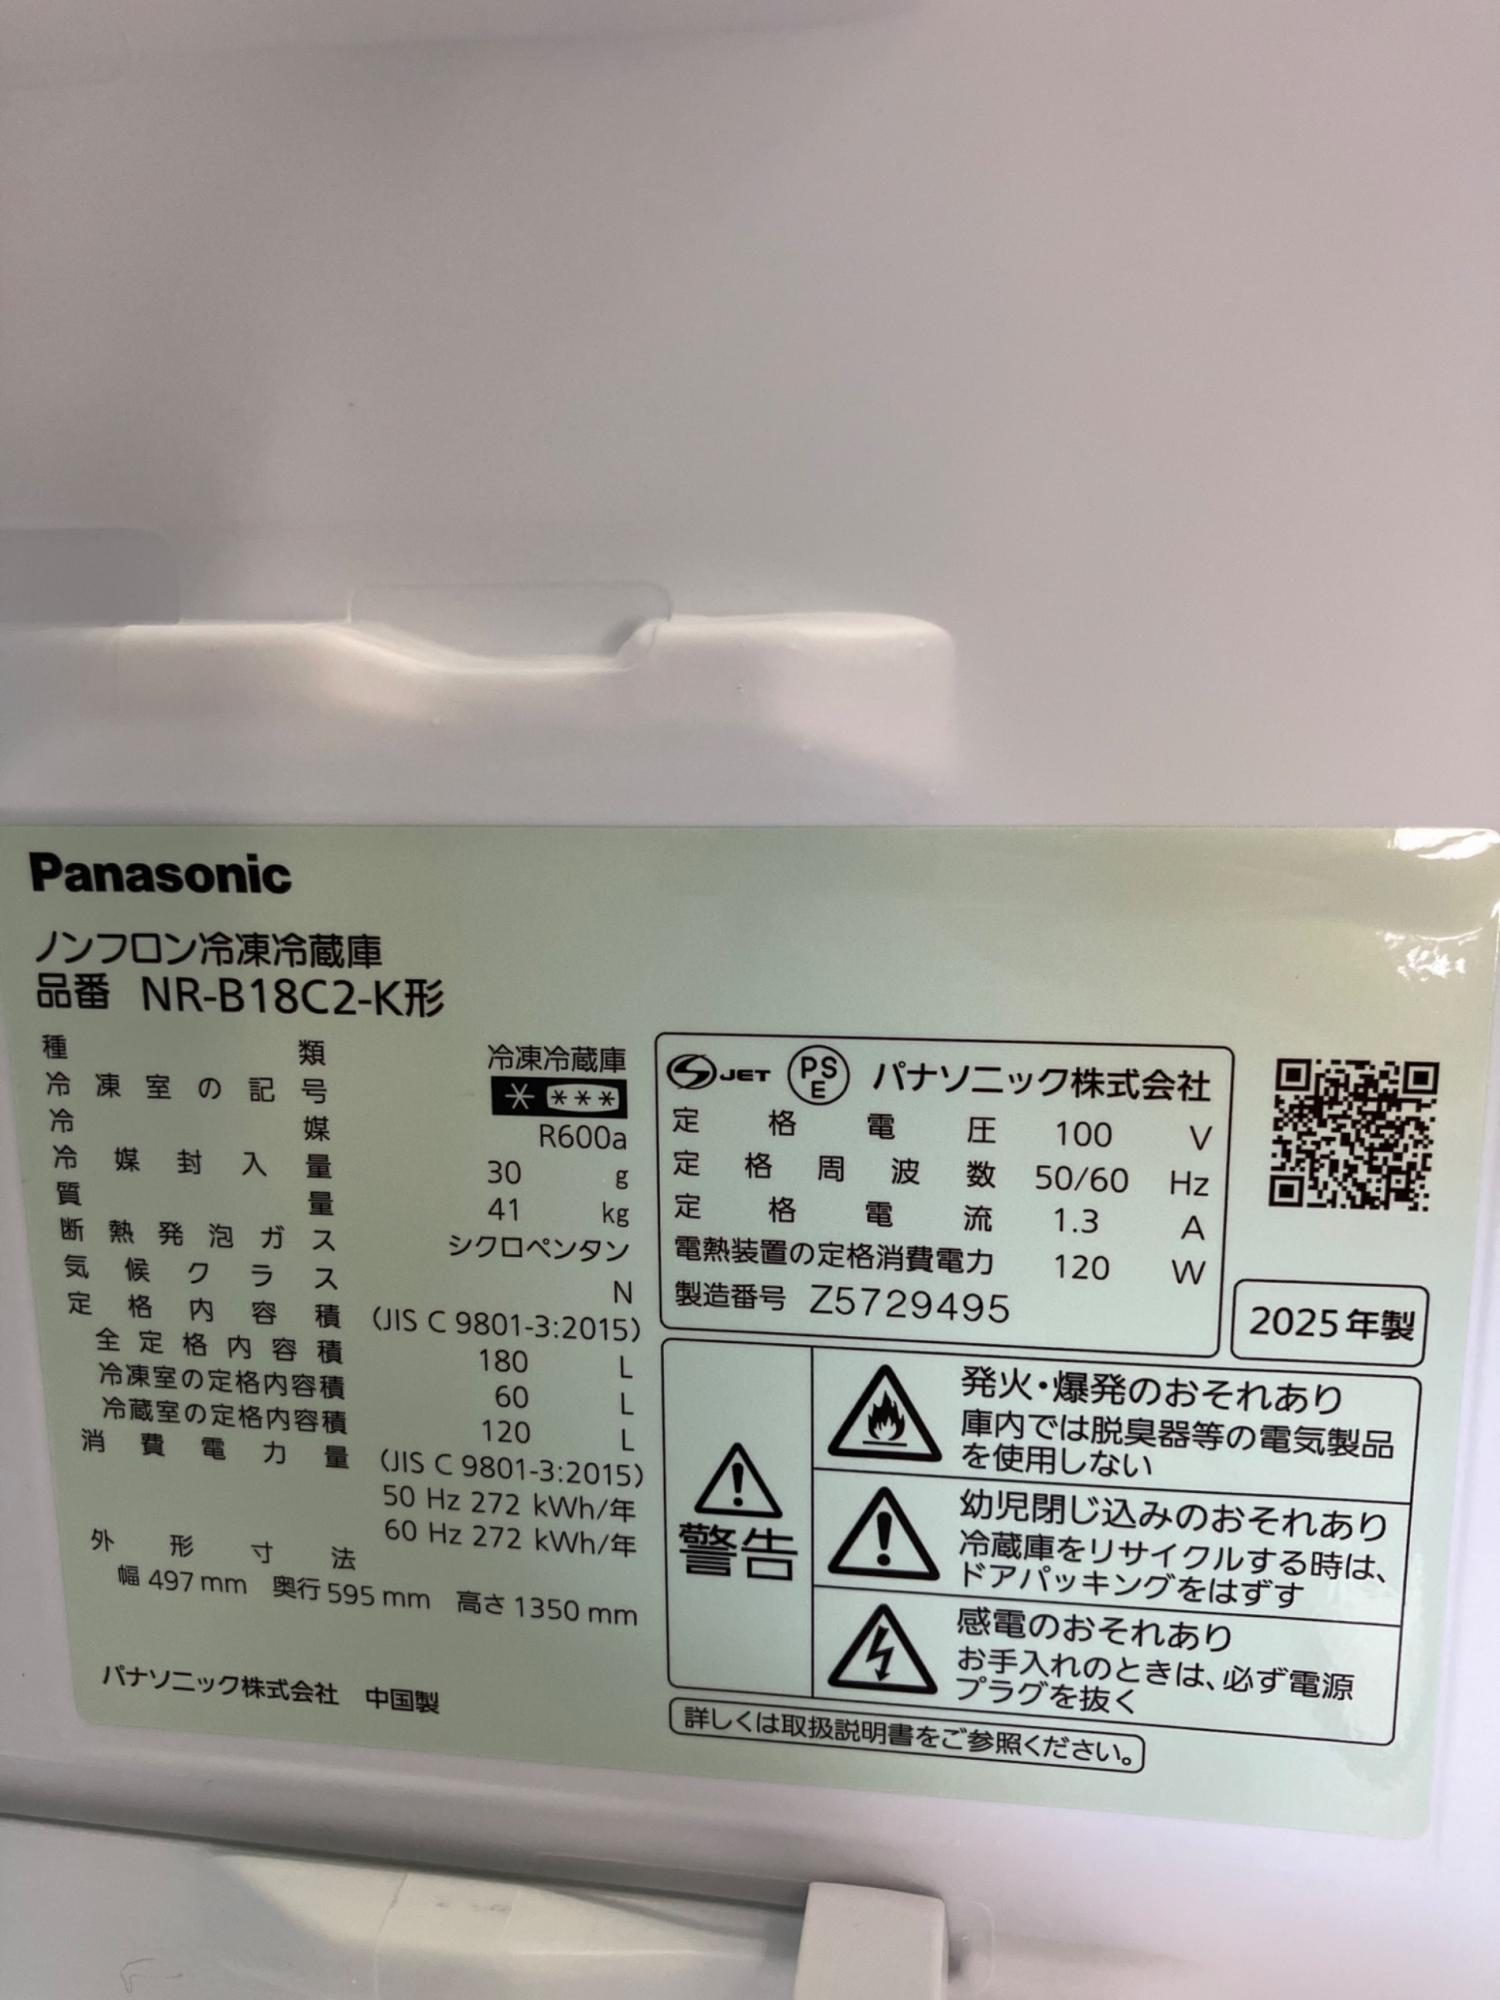 Panasonic
ノンフロン冷凍冷蔵庫
品番 NR-B18C2-K形
種類 冷凍冷蔵庫
冷凍室の記号 * ***
冷媒 R600a
冷媒封入量 30 g
質量 41 kg
断熱発泡ガス シクロペンタン
気候クラス N
定格内容積 (JIS C 9801-3:2015)
全定格内容積 180 L
冷凍室の定格内容積 60 L
冷蔵室の定格内容積 120 L
消費電力量 (JIS C 9801-3:2015)
50 Hz 272 kWh/年
60 Hz 272 kWh/年
外形寸法
幅 497 mm 奥行 595 mm 高さ 1350 mm
パナソニック株式会社 中国製
S JET PS E パナソニック株式会社
定格電圧 100 V
定格周波数 50/60 Hz
定格電流 1.3 A
電熱装置の定格消費電力 120 W
製造番号 Z5729495
2025年製
警告
発火・爆発のおそれあり
庫内では脱臭器等の電気製品
を使用しない
幼児閉じ込みのおそれあり
冷蔵庫をリサイクルする時は、
ドアパッキングをはずす
感電のおそれあり
お手入れのときは、必ず電源
プラグを抜く
詳しくは取扱説明書をご参照ください。